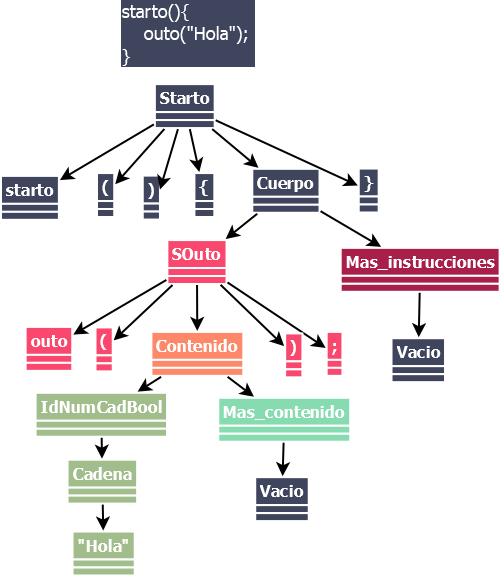 starto(){
outo("Hola");
}
Starto
starto ( ) { Cuerpo }
SOuto Mas_instrucciones
outo ( Contenido ) ; Vacio
IdNumCadBool Mas_contenido
Cadena Vacio
"Hola"